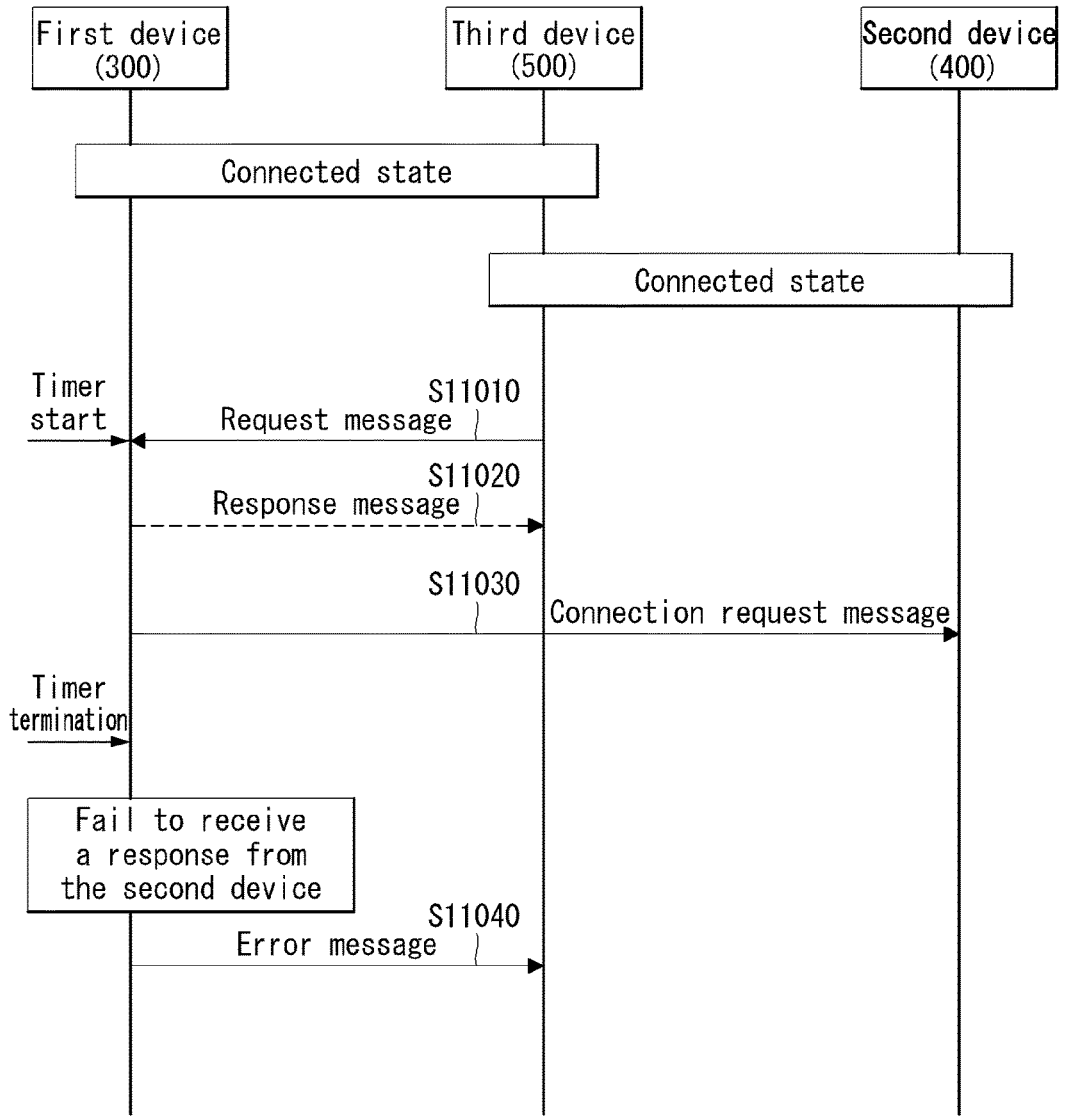 First device
(300)
Third device
(500)
Second device
(400)
Connected state
Connected state
Timer
start
S11010
Request message
S11020
Response message
S11030
Connection request message
Timer
termination
Fail to receive
a response from
the second device
S11040
Error message